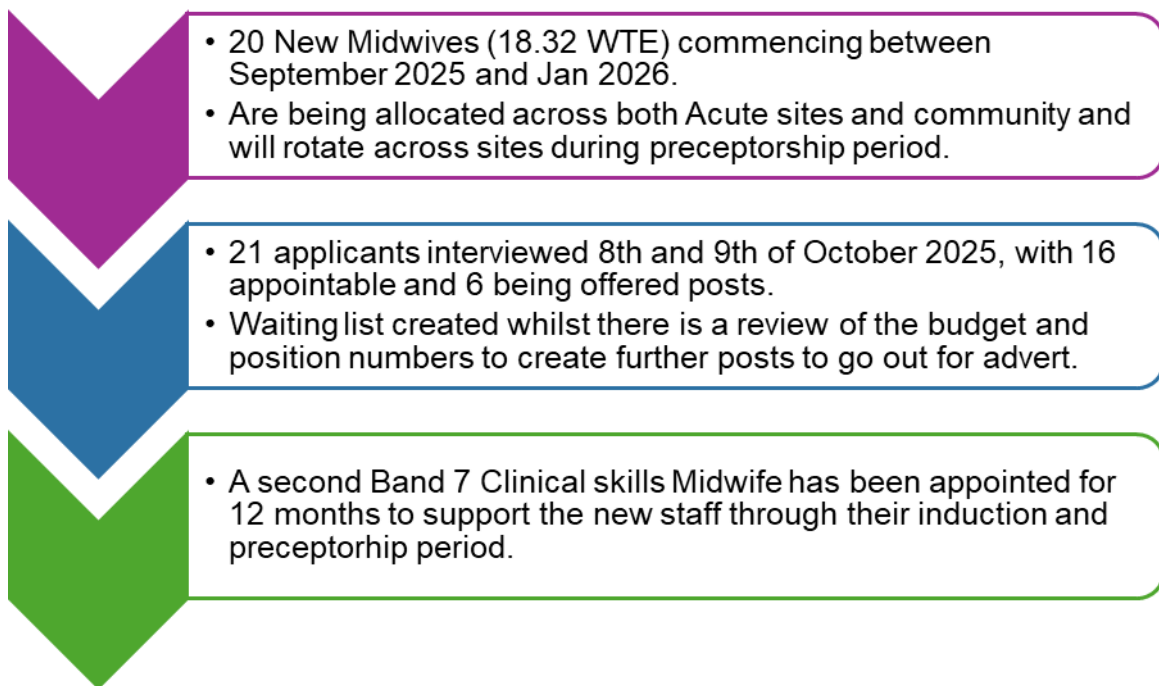 • 20 New Midwives (18.32 WTE) commencing between
September 2025 and Jan 2026.
• Are being allocated across both Acute sites and community and
will rotate across sites during preceptorship period.
• 21 applicants interviewed 8th and 9th of October 2025, with 16
appointable and 6 being offered posts.
• Waiting list created whilst there is a review of the budget and
position numbers to create further posts to go out for advert.
• A second Band 7 Clinical skills Midwife has been appointed for
12 months to support the new staff through their induction and
preceptorhip period.